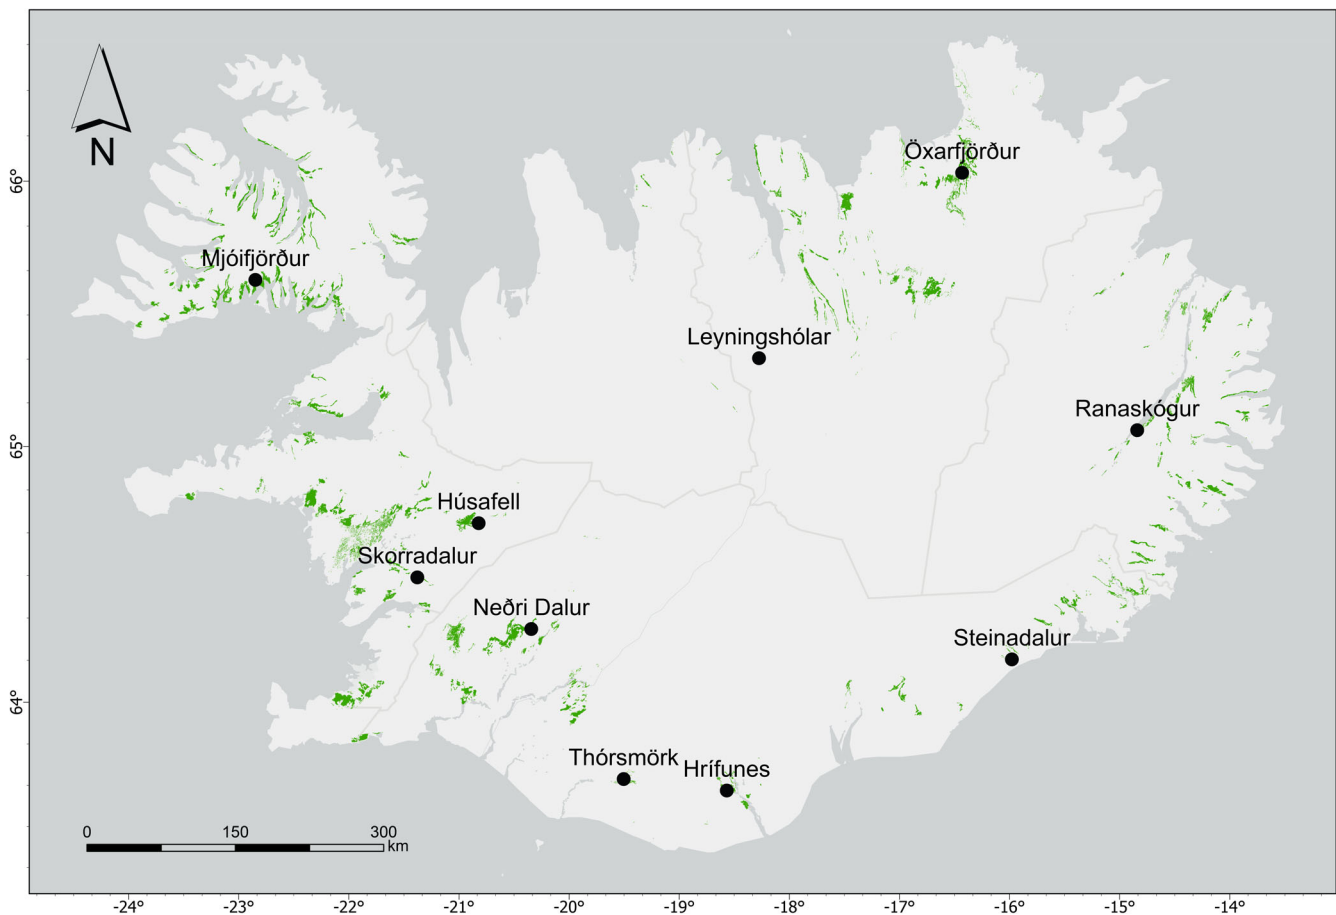 N
Öxarfjörður
66°
Mjóifjörður
Leyningshólar
Ranaskógur
65°
Húsafell
Skorradalur
Neðri Dalur
Steinadalur
64°
Thórsmörk
Hrífunes
0 150 300
km
-24° -23° -22° -21° -20° -19° -18° -17° -16° -15° -14°